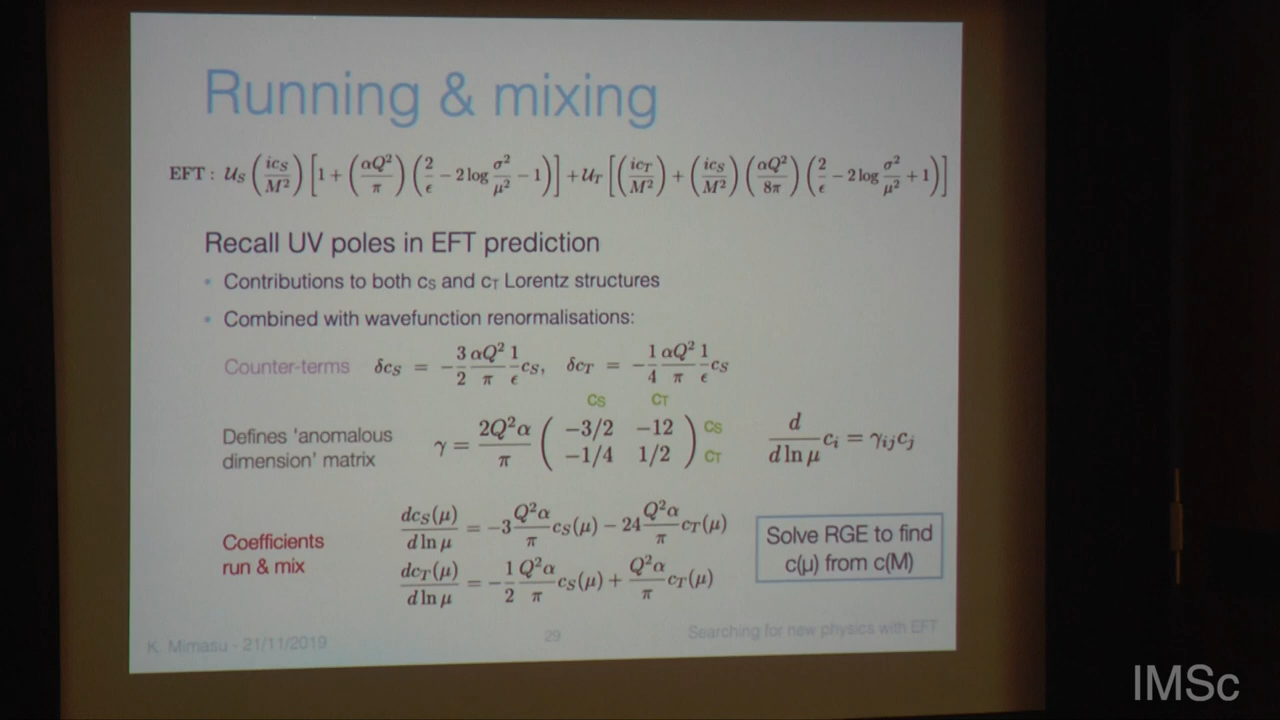 Running & mixing
EFT : 𝒰_S (ic_S/M²) [1 + (αQ²/π) (2/ϵ − 2 log σ²/μ² − 1)] + 𝒰_T [(ic_T/M²) + (ic_S/M²) (αQ²/8π) (2/ϵ − 2 log σ²/μ² + 1)]
Recall UV poles in EFT prediction
• Contributions to both c_S and c_T Lorentz structures
• Combined with wavefunction renormalisations:
Counter-terms δc_S = −3/2 αQ²/π 1/ϵ c_S, δc_T = −1/4 αQ²/π 1/ϵ c_S
c_S c_T
Defines 'anomalous
dimension' matrix
γ = 2Q²α/π ( −3/2 −12
−1/4 1/2 )
c_S
c_T
d/d ln μ c_i = γ_ij c_j
Coefficients
run & mix
dc_S(μ)/d ln μ = −3 Q²α/π c_S(μ) − 24 Q²α/π c_T(μ)
dc_T(μ)/d ln μ = −1/2 Q²α/π c_S(μ) + Q²α/π c_T(μ)
Solve RGE to find
c(μ) from c(M)
K. Mimasu - 21/11/2019
29
Searching for new physics with EFT
IMSc